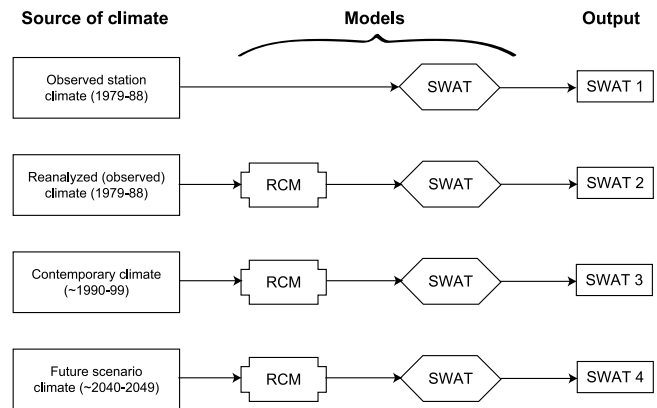 Source of climate
Models
Output
Observed station
climate (1979-88)
SWAT
SWAT 1
Reanalyzed (observed)
climate (1979-88)
RCM
SWAT
SWAT 2
Contemporary climate
(~1990-99)
RCM
SWAT
SWAT 3
Future scenario
climate (~2040-2049)
RCM
SWAT
SWAT 4